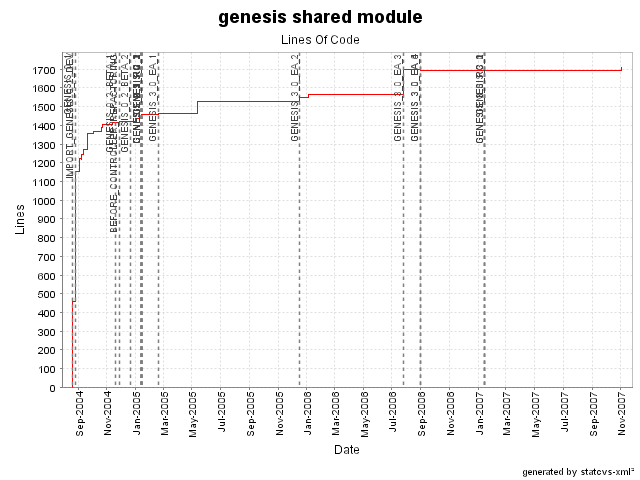 genesis shared module
Lines Of Code
Lines
1700
1600
1500
1400
1300
1200
1100
1000
900
800
700
600
500
400
300
200
100
0
BEFORE_CONTROLLER_REFACTORING
GENESIS_3_0_EA_1
GENESIS_3_0_EA_2
GENESIS_3_0_EA_3
GENESIS_3_0_EA_4
Sep-2004
Nov-2004
Jan-2005
Mar-2005
May-2005
Jul-2005
Sep-2005
Nov-2005
Jan-2006
Mar-2006
May-2006
Jul-2006
Sep-2006
Nov-2006
Jan-2007
Mar-2007
May-2007
Jul-2007
Sep-2007
Nov-2007
Date
generated by statcvs-xml²